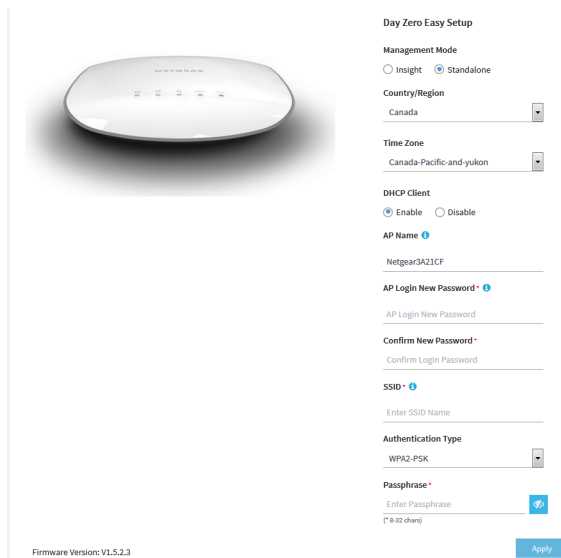 NETGEAR
Day Zero Easy Setup
Management Mode
Insight Standalone
Country/Region
Canada
Time Zone
Canada-Pacific-and-yukon
DHCP Client
Enable Disable
AP Name
Netgear3A21CF
AP Login New Password *
AP Login New Password
Confirm New Password *
Confirm Login Password
SSID *
Enter SSID Name
Authentication Type
WPA2-PSK
Passphrase *
Enter Passphrase
(* 8-32 chars)
Firmware Version: V1.5.2.3
Apply